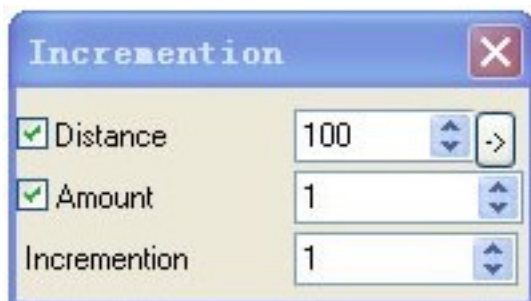 Incremention
Distance 100 ->
Amount 1
Incremention 1